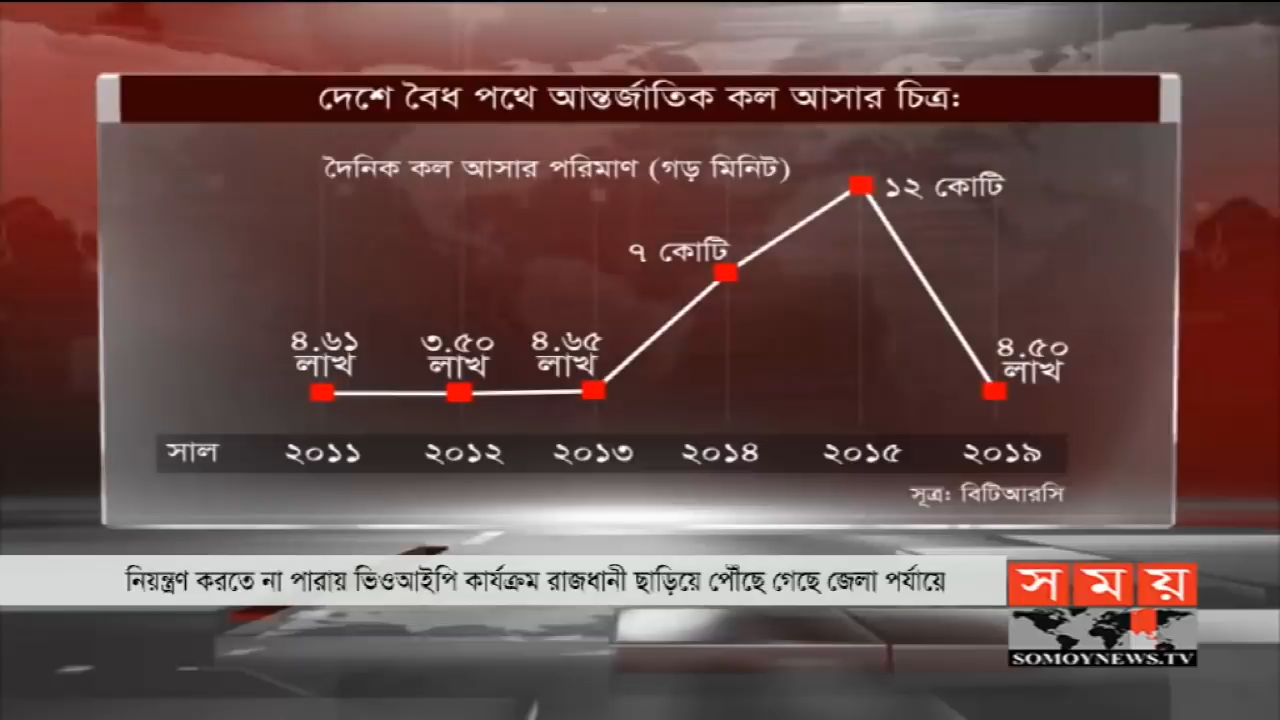 দেশে বৈধ পথে আন্তর্জাতিক কল আসার চিত্র:
দৈনিক কল আসার পরিমাণ (গড় মিনিট)
১২ কোটি
৭ কোটি
৪.৬১ লাখ
৩.৫০ লাখ
৪.৬৫ লাখ
৪.৫০ লাখ
সাল ২০১১ ২০১২ ২০১৩ ২০১৪ ২০১৫ ২০১৯
সূত্র: বিটিআরসি
নিয়ন্ত্রণ করতে না পারায় ভিওআইপি কার্যক্রম রাজধানী ছাড়িয়ে পৌঁছে গেছে জেলা পর্যায়ে
সময়
SOMOYNEWS.TV